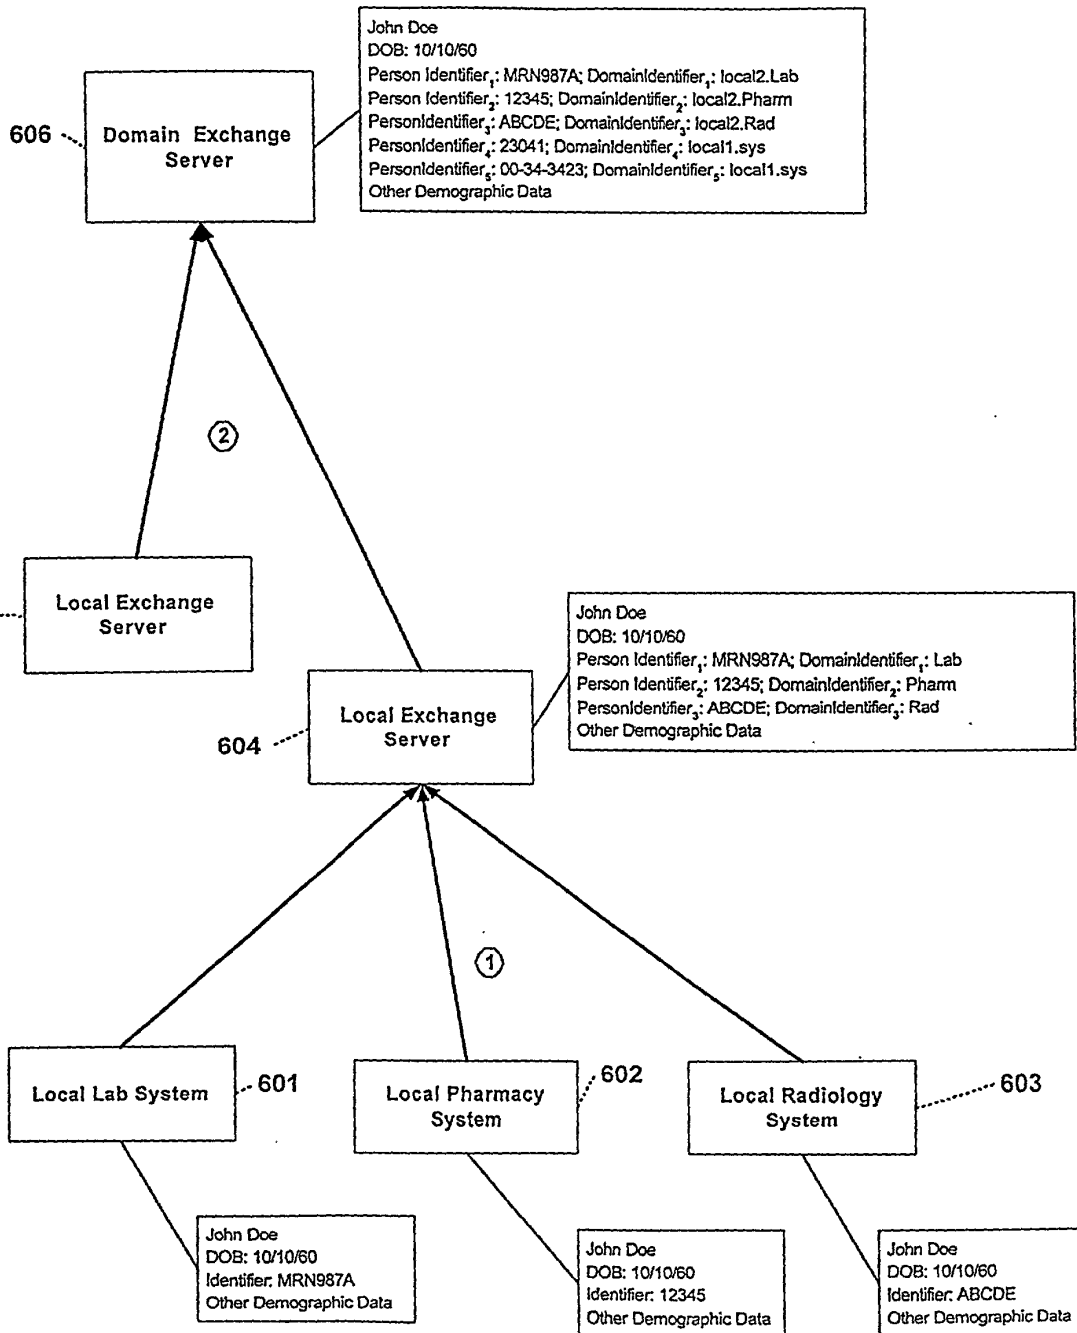 John Doe
DOB: 10/10/60
Person Identifier₁: MRN987A; DomainIdentifier₁: local2.Lab
Person Identifier₂: 12345; DomainIdentifier₂: local2.Pharm
PersonIdentifier₃: ABCDE; DomainIdentifier₃: local2.Rad
PersonIdentifier₄: 23041; DomainIdentifier₄: local1.sys
PersonIdentifier₅: 00-34-3423; DomainIdentifier₅: local1.sys
Other Demographic Data
606
Domain Exchange
Server
2
Local Exchange
Server
John Doe
DOB: 10/10/60
Person Identifier₁: MRN987A; DomainIdentifier₁: Lab
Person Identifier₂: 12345; DomainIdentifier₂: Pharm
PersonIdentifier₃: ABCDE; DomainIdentifier₃: Rad
Other Demographic Data
604
Local Exchange
Server
1
Local Lab System
601
Local Pharmacy
System
602
Local Radiology
System
603
John Doe
DOB: 10/10/60
Identifier: MRN987A
Other Demographic Data
John Doe
DOB: 10/10/60
Identifier: 12345
Other Demographic Data
John Doe
DOB: 10/10/60
Identifier: ABCDE
Other Demographic Data